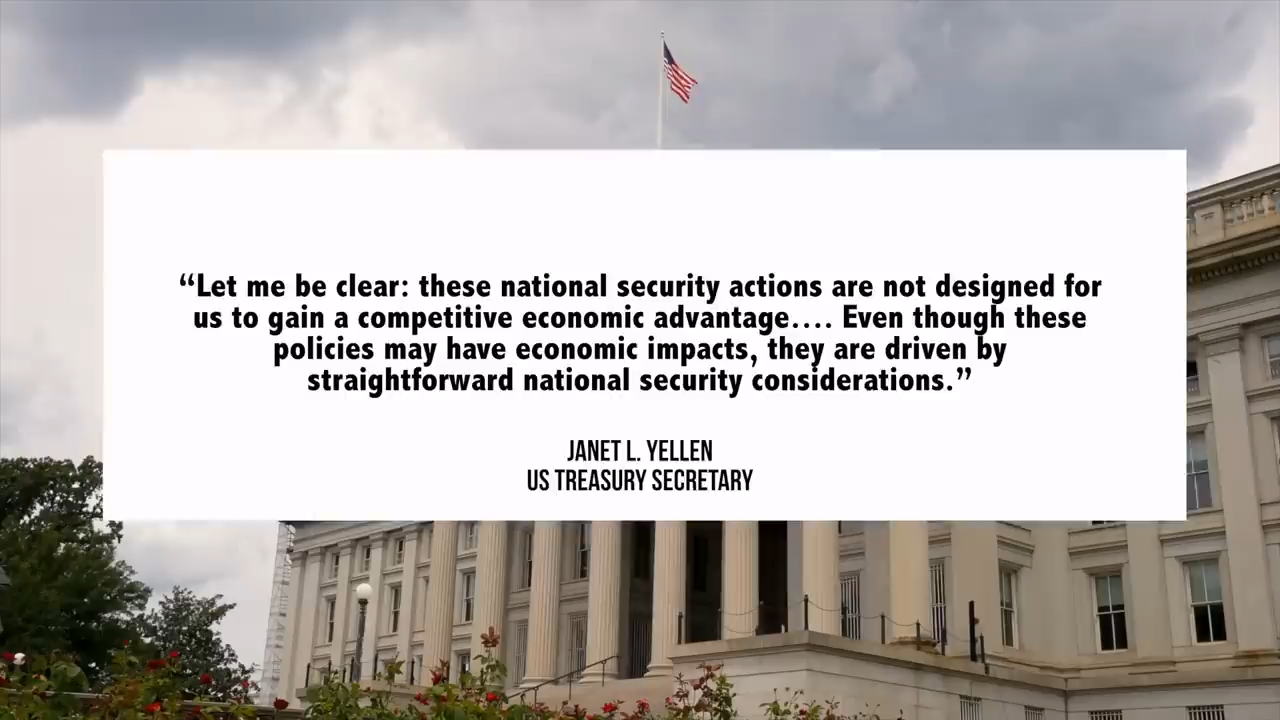 “Let me be clear: these national security actions are not designed for
us to gain a competitive economic advantage.... Even though these
policies may have economic impacts, they are driven by
straightforward national security considerations.”
JANET L. YELLEN
US TREASURY SECRETARY